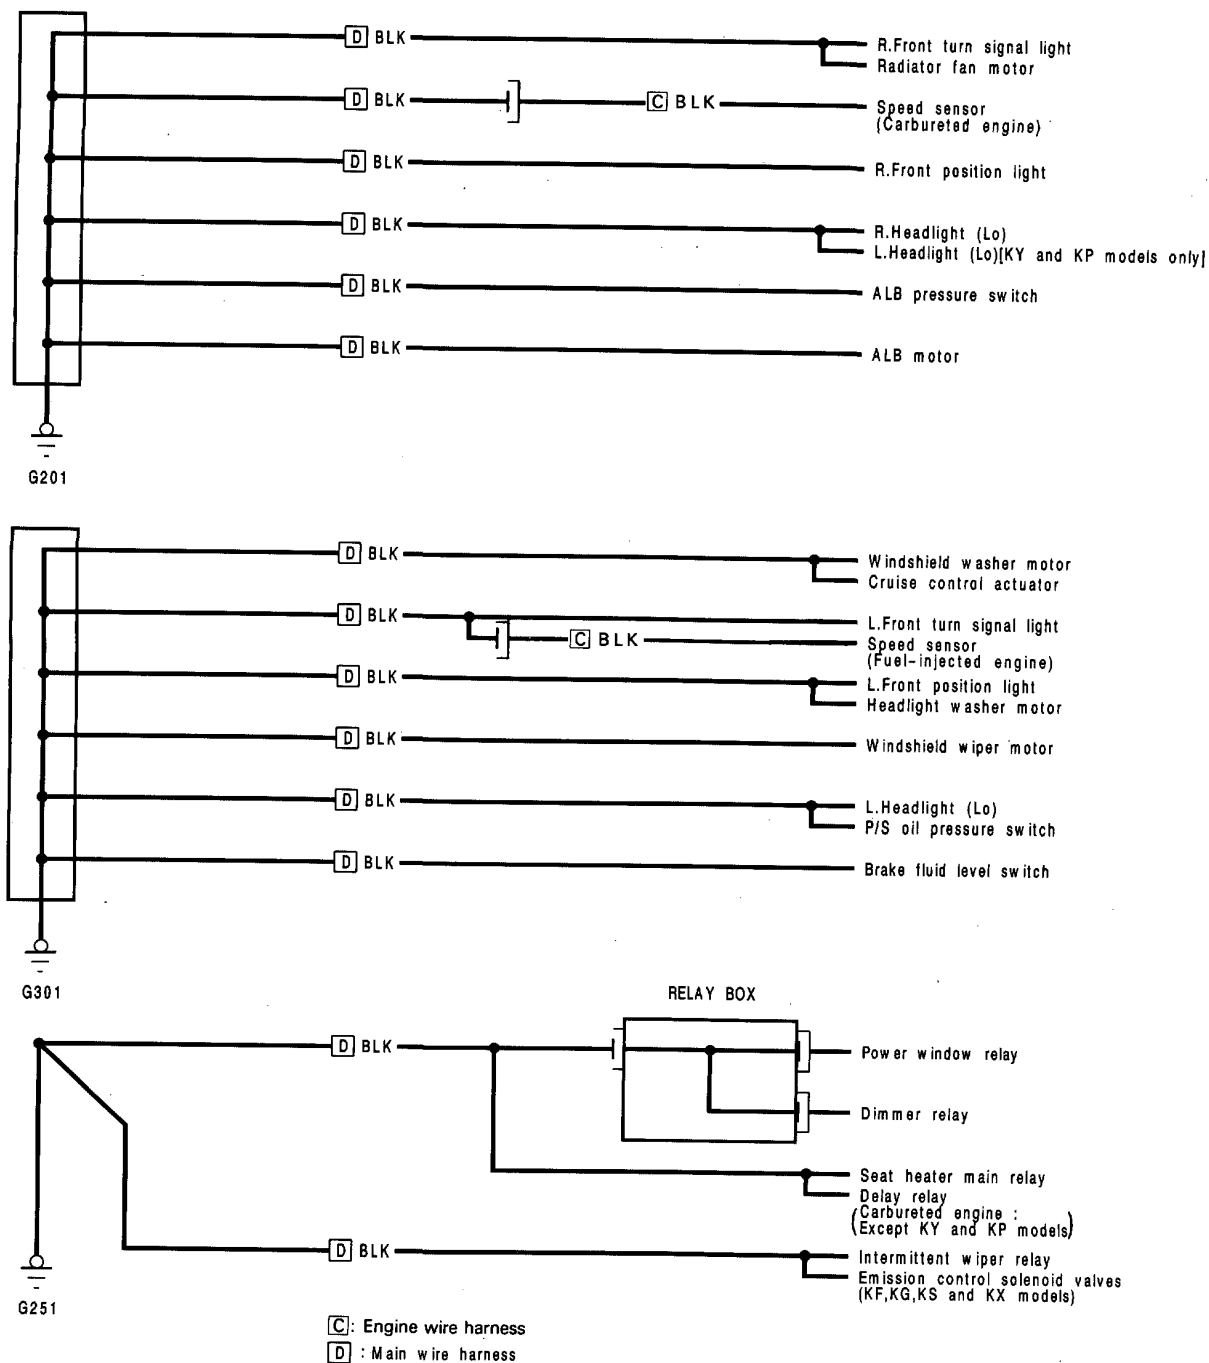 D BLK
R.Front turn signal light
Radiator fan motor
D BLK
C BLK
Speed sensor
(Carbureted engine)
D BLK
R.Front position light
D BLK
R.Headlight (Lo)
L.Headlight (Lo)[KY and KP models only]
D BLK
ALB pressure switch
D BLK
ALB motor
G201
D BLK
Windshield washer motor
Cruise control actuator
D BLK
L.Front turn signal light
C BLK
Speed sensor
(Fuel-injected engine)
D BLK
L.Front position light
Headlight washer motor
D BLK
Windshield wiper motor
D BLK
L.Headlight (Lo)
P/S oil pressure switch
D BLK
Brake fluid level switch
G301
RELAY BOX
D BLK
Power window relay
Dimmer relay
Seat heater main relay
Delay relay
(Carbureted engine :
Except KY and KP models)
D BLK
Intermittent wiper relay
Emission control solenoid valves
(KF,KG,KS and KX models)
G251
C: Engine wire harness
D : Main wire harness